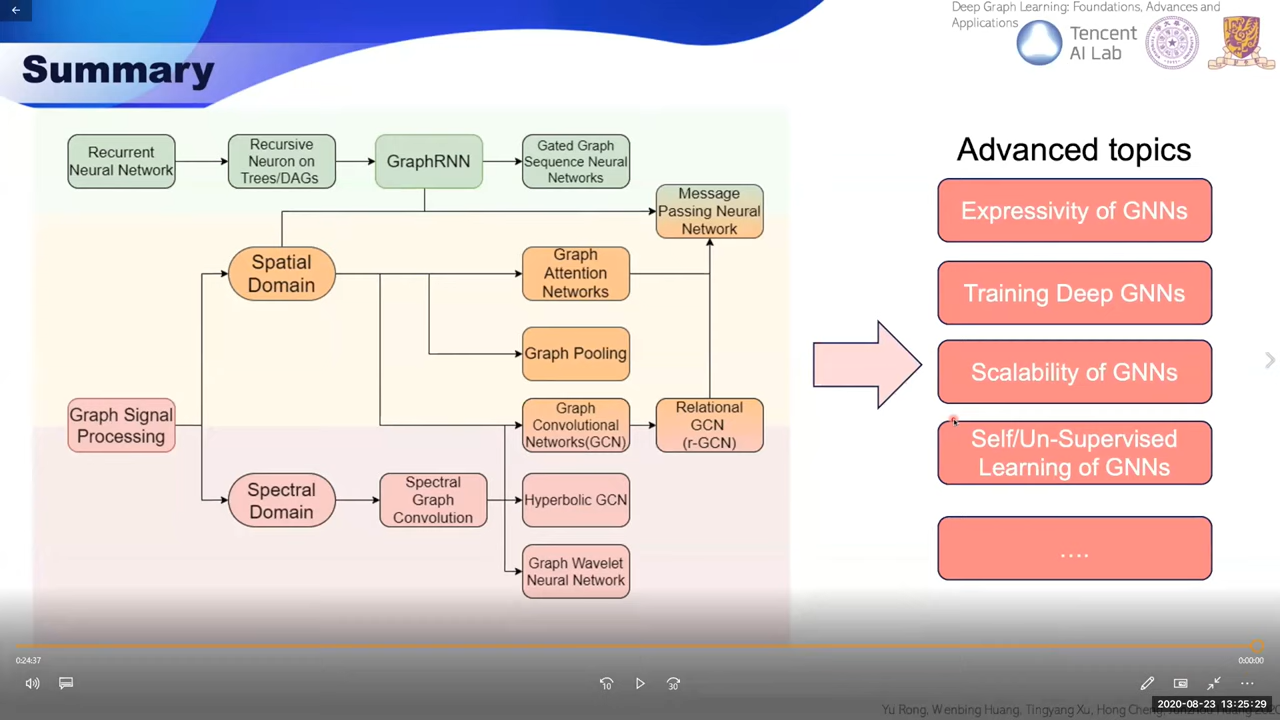 Deep Graph Learning: Foundations, Advances and
Applications
Tencent
AI Lab
Summary
Recurrent
Neural Network
Recursive
Neuron on
Trees/DAGs
GraphRNN
Gated Graph
Sequence Neural
Networks
Message
Passing Neural
Network
Spatial
Domain
Graph
Attention
Networks
Graph Pooling
Graph Signal
Processing
Graph
Convolutional
Networks(GCN)
Relational
GCN
(r-GCN)
Spectral
Domain
Spectral
Graph
Convolution
Hyperbolic GCN
Graph Wavelet
Neural Network
Advanced topics
Expressivity of GNNs
Training Deep GNNs
Scalability of GNNs
Self/Un-Supervised
Learning of GNNs
....
0:24:37
0:00:00
10
30
2020-08-23 13:25:29
Yu Rong, Wenbing Huang, Tingyang Xu, Hong Cheng,